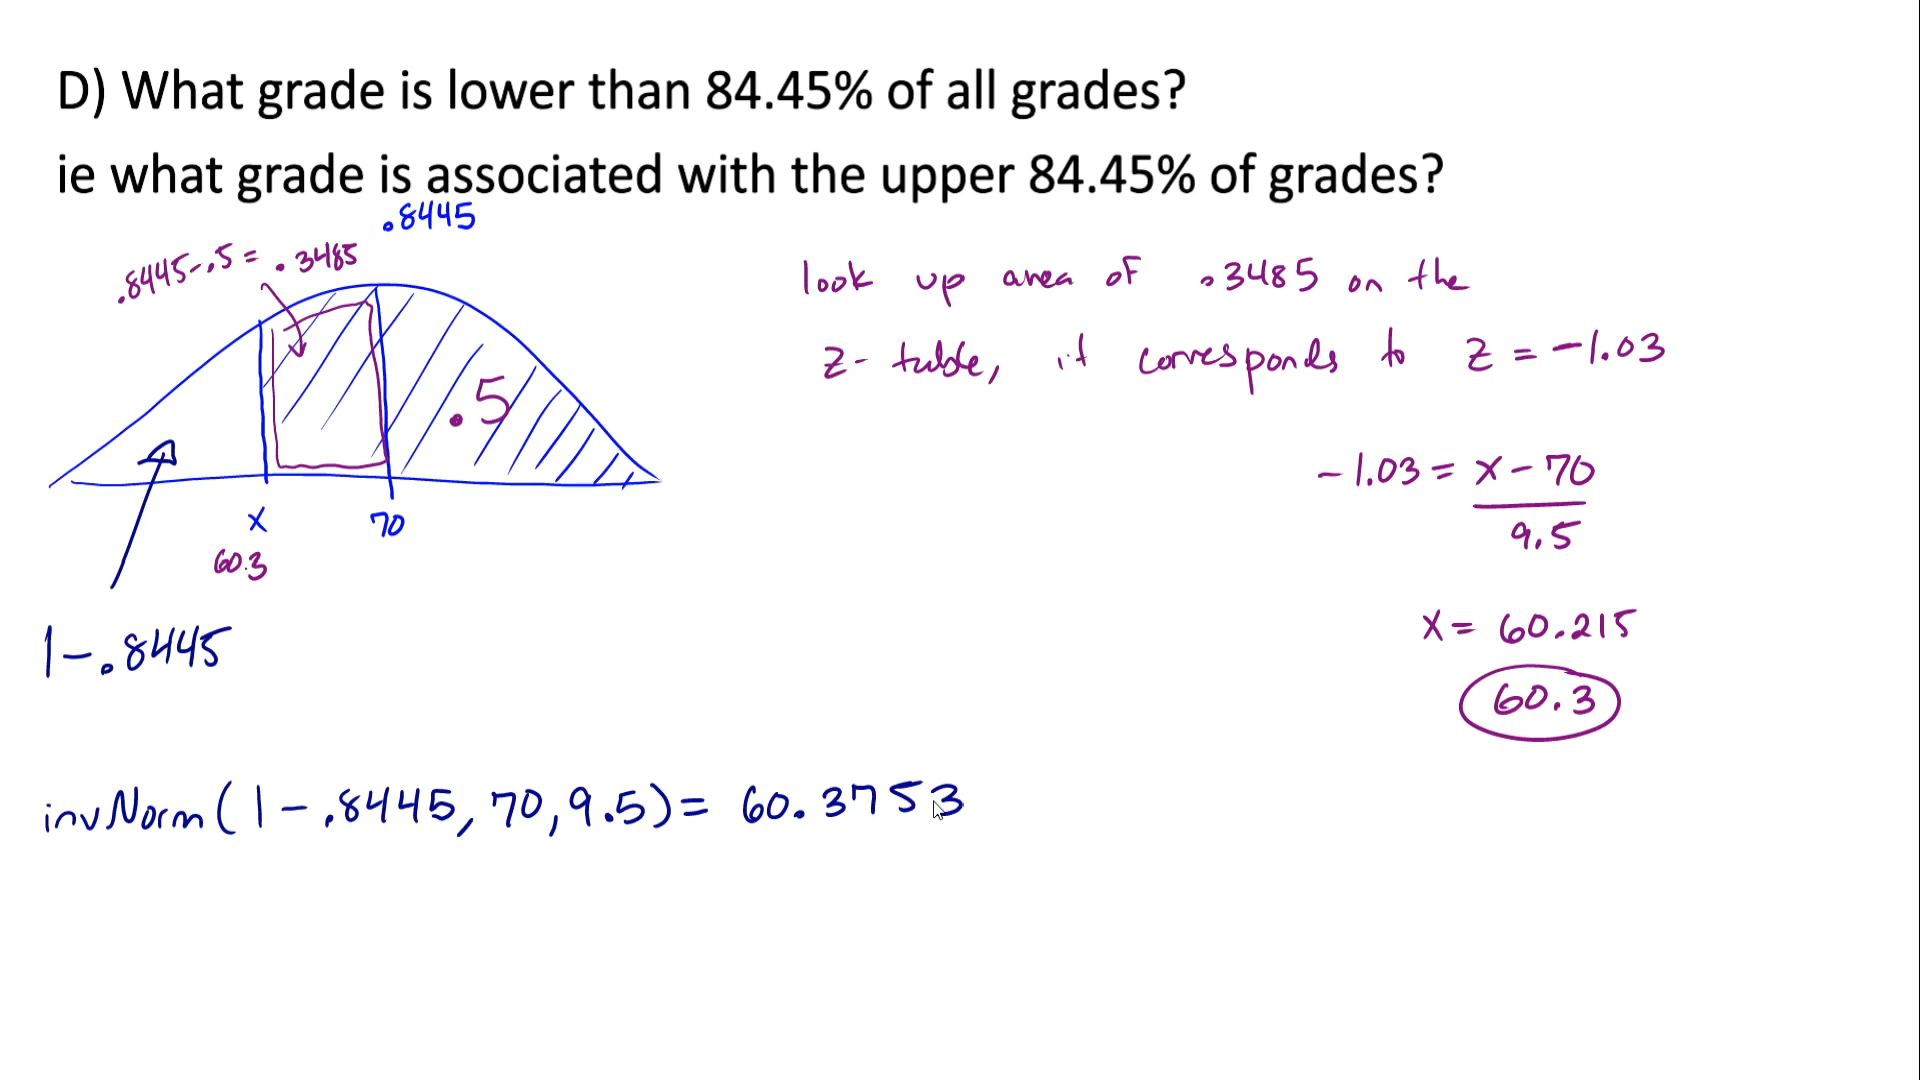 D) What grade is lower than 84.45% of all grades?
ie what grade is associated with the upper 84.45% of grades?
.8445
.8445-.5 = .3485
look up area of .3485 on the
z-table, it corresponds to z = -1.03
.5
-1.03 = x - 70
9.5
x
70
60.3
x = 60.215
1-.8445
60.3
invNorm(1-.8445, 70, 9.5) = 60.3753